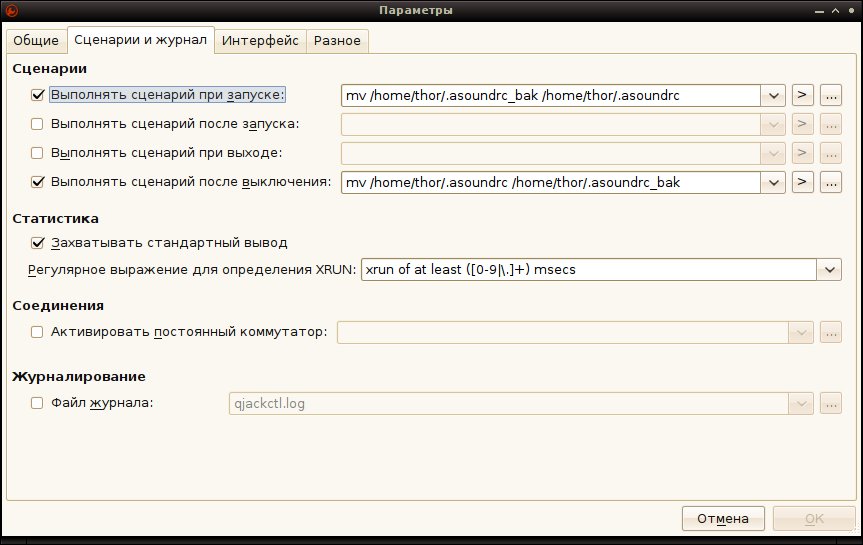 Параметры
Общие Сценарии и журнал Интерфейс Разное
Сценарии
Выполнять сценарий при запуске: mv /home/thor/.asoundrc_bak /home/thor/.asoundrc > ...
Выполнять сценарий после запуска: > ...
Выполнять сценарий при выходе: > ...
Выполнять сценарий после выключения: mv /home/thor/.asoundrc /home/thor/.asoundrc_bak > ...
Статистика
Захватывать стандартный вывод
Регулярное выражение для определения XRUN: xrun of at least ([0-9|\.]+) msecs
Соединения
Активировать постоянный коммутатор: ...
Журналирование
Файл журнала: qjackctl.log ...
Отмена OK